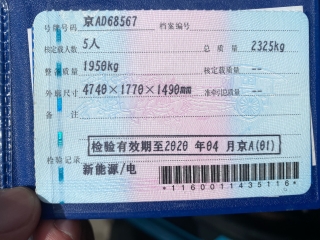 号牌号码 京AD68567 档案编号
核定载人数 5人 总质量 2325kg
整备质量 1950kg 核定载质量 --
外廓尺寸 4740×1770×1490mm 准牵引总质量 --
备注
检验有效期至2020 年04 月京A(01)
检验记录
新能源/电
*1160011435116*